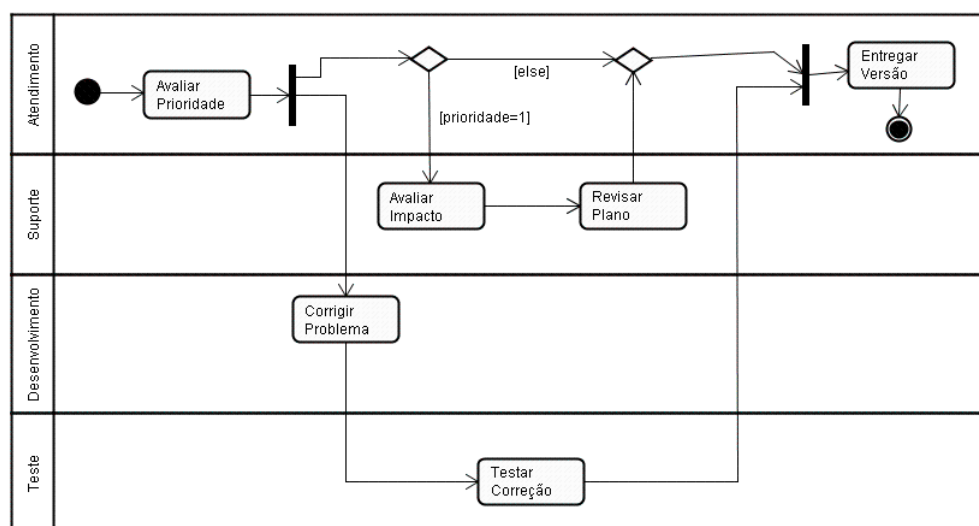 Atendimento
Avaliar
Prioridade
[else]
[prioridade=1]
Entregar
Versão
Suporte
Avaliar
Impacto
Revisar
Plano
Desenvolvimento
Corrigir
Problema
Teste
Testar
Correção